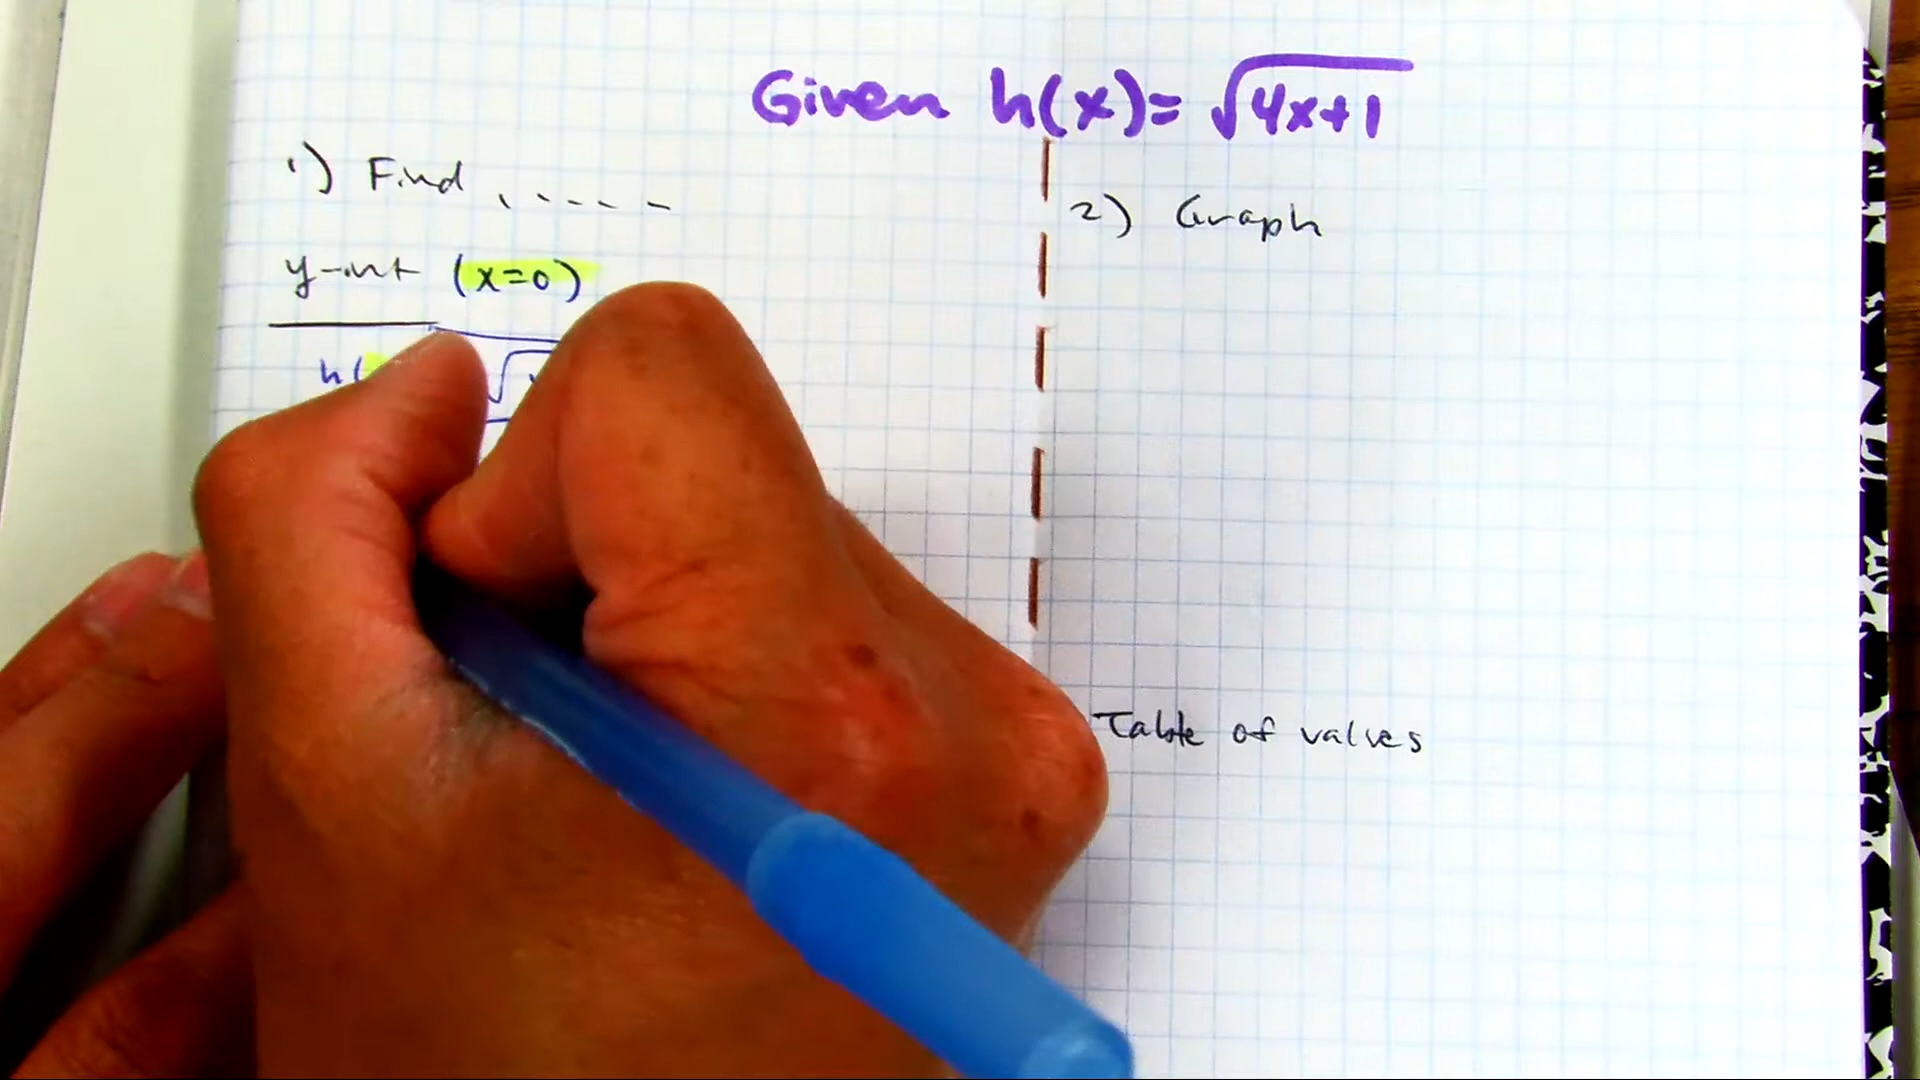 Given h(x)= √4x+1
1) Find -----
y-int (x=0)
h( √
2) Graph
Table of values